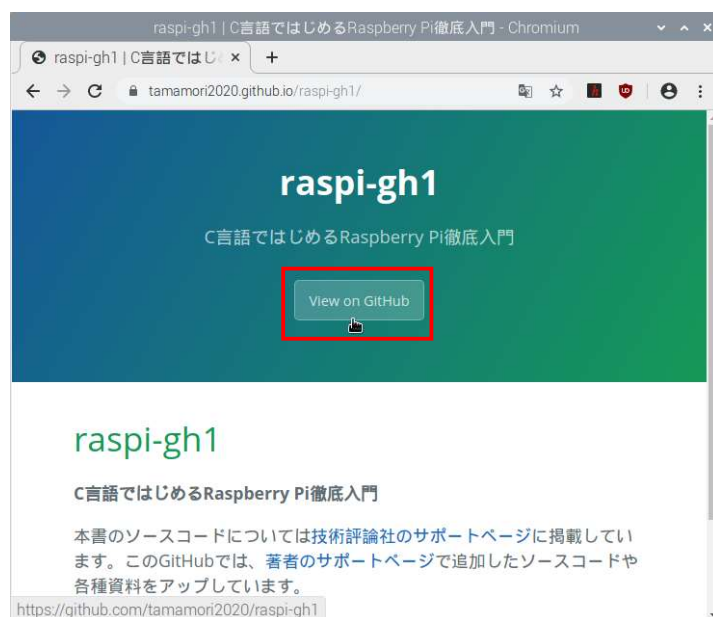 raspi-gh1 | C言語ではじめるRaspberry Pi徹底入門 - Chromium
raspi-gh1 | C言語ではじ
tamamori2020.github.io/raspi-gh1/
raspi-gh1
C言語ではじめるRaspberry Pi徹底入門
View on GitHub
raspi-gh1
C言語ではじめるRaspberry Pi徹底入門
本書のソースコードについては技術評論社のサポートページに掲載してい
ます。このGitHubでは、著者のサポートページで追加したソースコードや
各種資料をアップしています。
https://github.com/tamamori2020/raspi-gh1